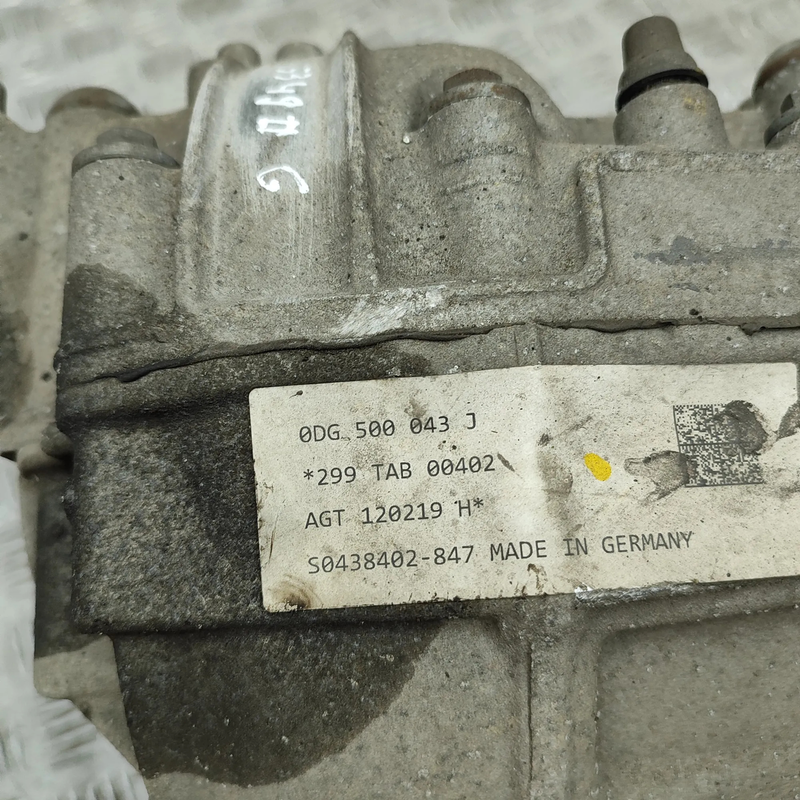 0DG 500 043 J
*299 TAB 00402
AGT 120219 H*
S0438402-847 MADE IN GERMANY